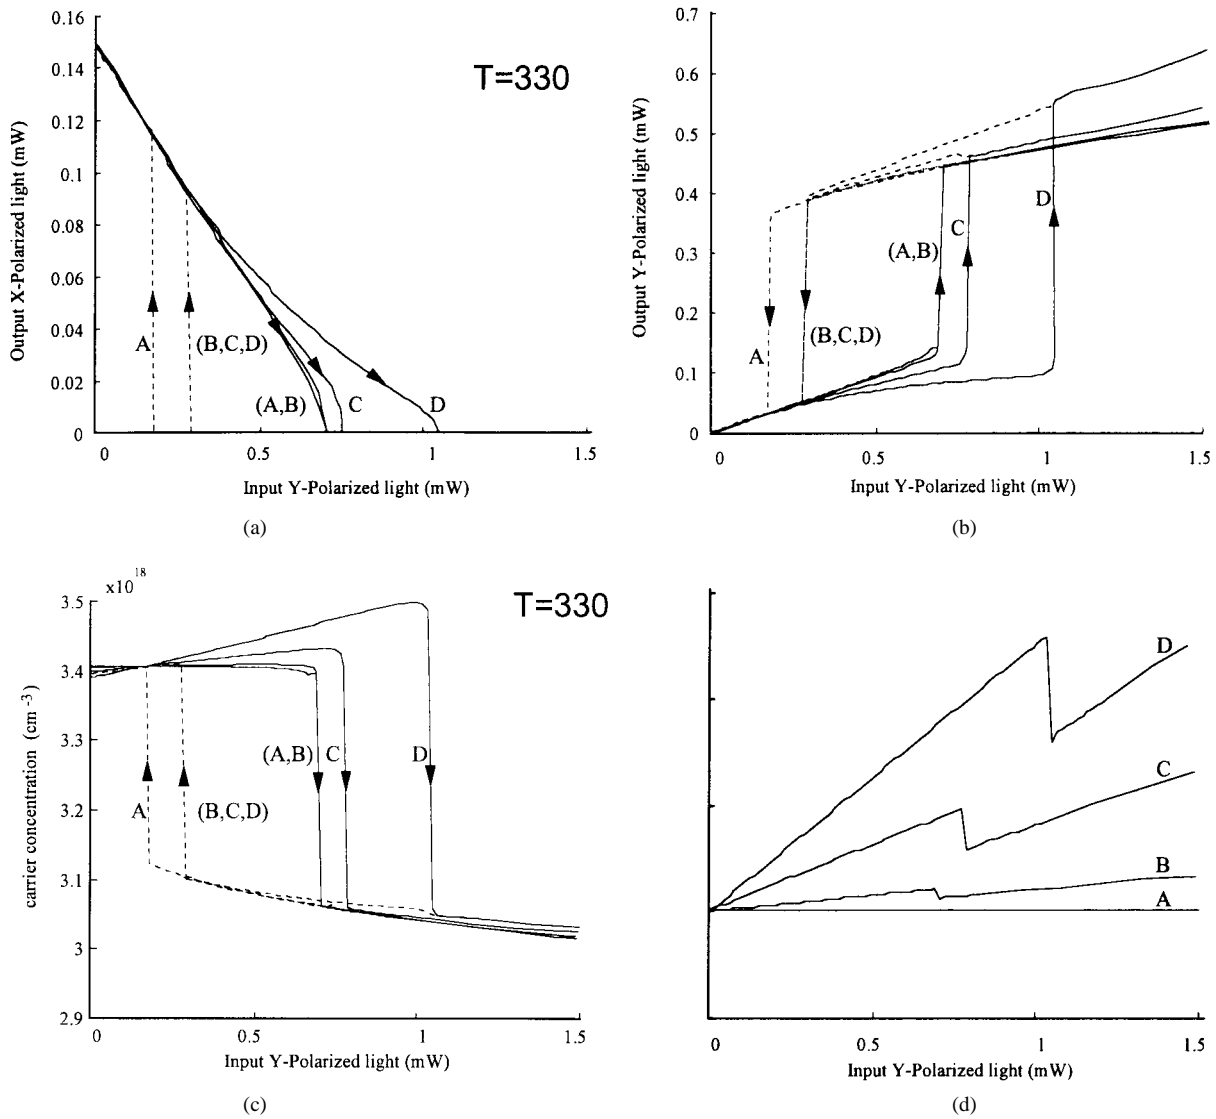 0.16
0.14
0.12
0.1
0.08
0.06
0.04
0.02
0
Output X-Polarized light (mW)
T=330
A
(B,C,D)
(A,B)
C
D
0
0.5
1
1.5
Input Y-Polarized light (mW)
(a)
0.7
0.6
0.5
0.4
0.3
0.2
0.1
0
Output Y-Polarized light (mW)
D
C
(A,B)
(B,C,D)
A
0
0.5
1
1.5
Input Y-Polarized light (mW)
(b)
x10 18
3.5
3.4
3.3
3.2
3.1
3
2.9
carrier concentration (cm -3)
T=330
(A,B)
C
D
A
(B,C,D)
0
0.5
1
1.5
Input Y-Polarized light (mW)
(c)
D
C
B
A
0
0.5
1
1.5
Input Y-Polarized light (mW)
(d)